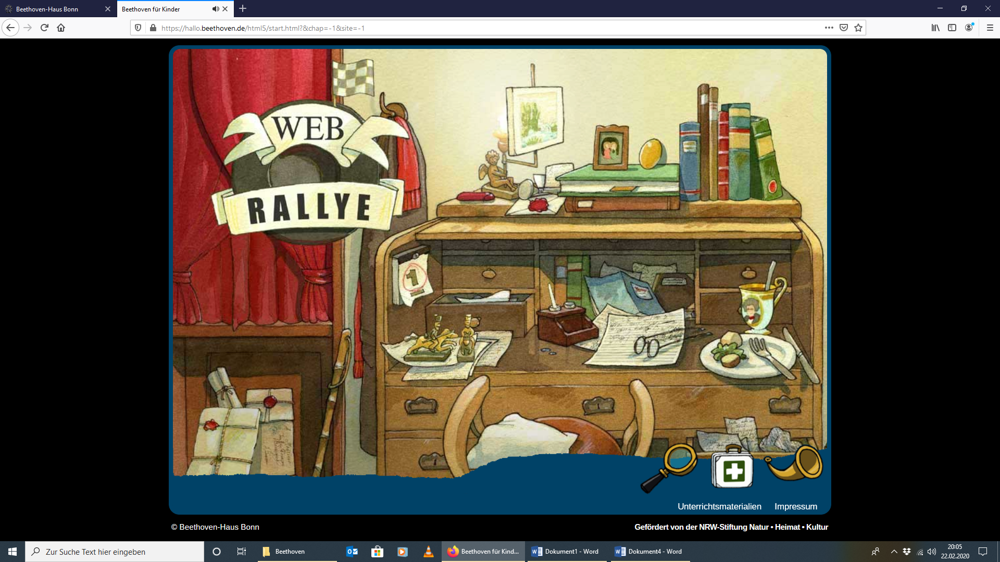 Beethoven-Haus Bonn
Beethoven für Kinder
https://hallo.beethoven.de/html5/start.html?&chap=-1&site=-1
WEB
RALLYE
1
Unterrichtsmaterialien Impressum
© Beethoven-Haus Bonn
Gefördert von der NRW-Stiftung Natur • Heimat • Kultur
Zur Suche Text hier eingeben
Beethoven
Beethoven für Kind...
Dokument1 - Word
Dokument4 - Word
20:05
22.02.2020